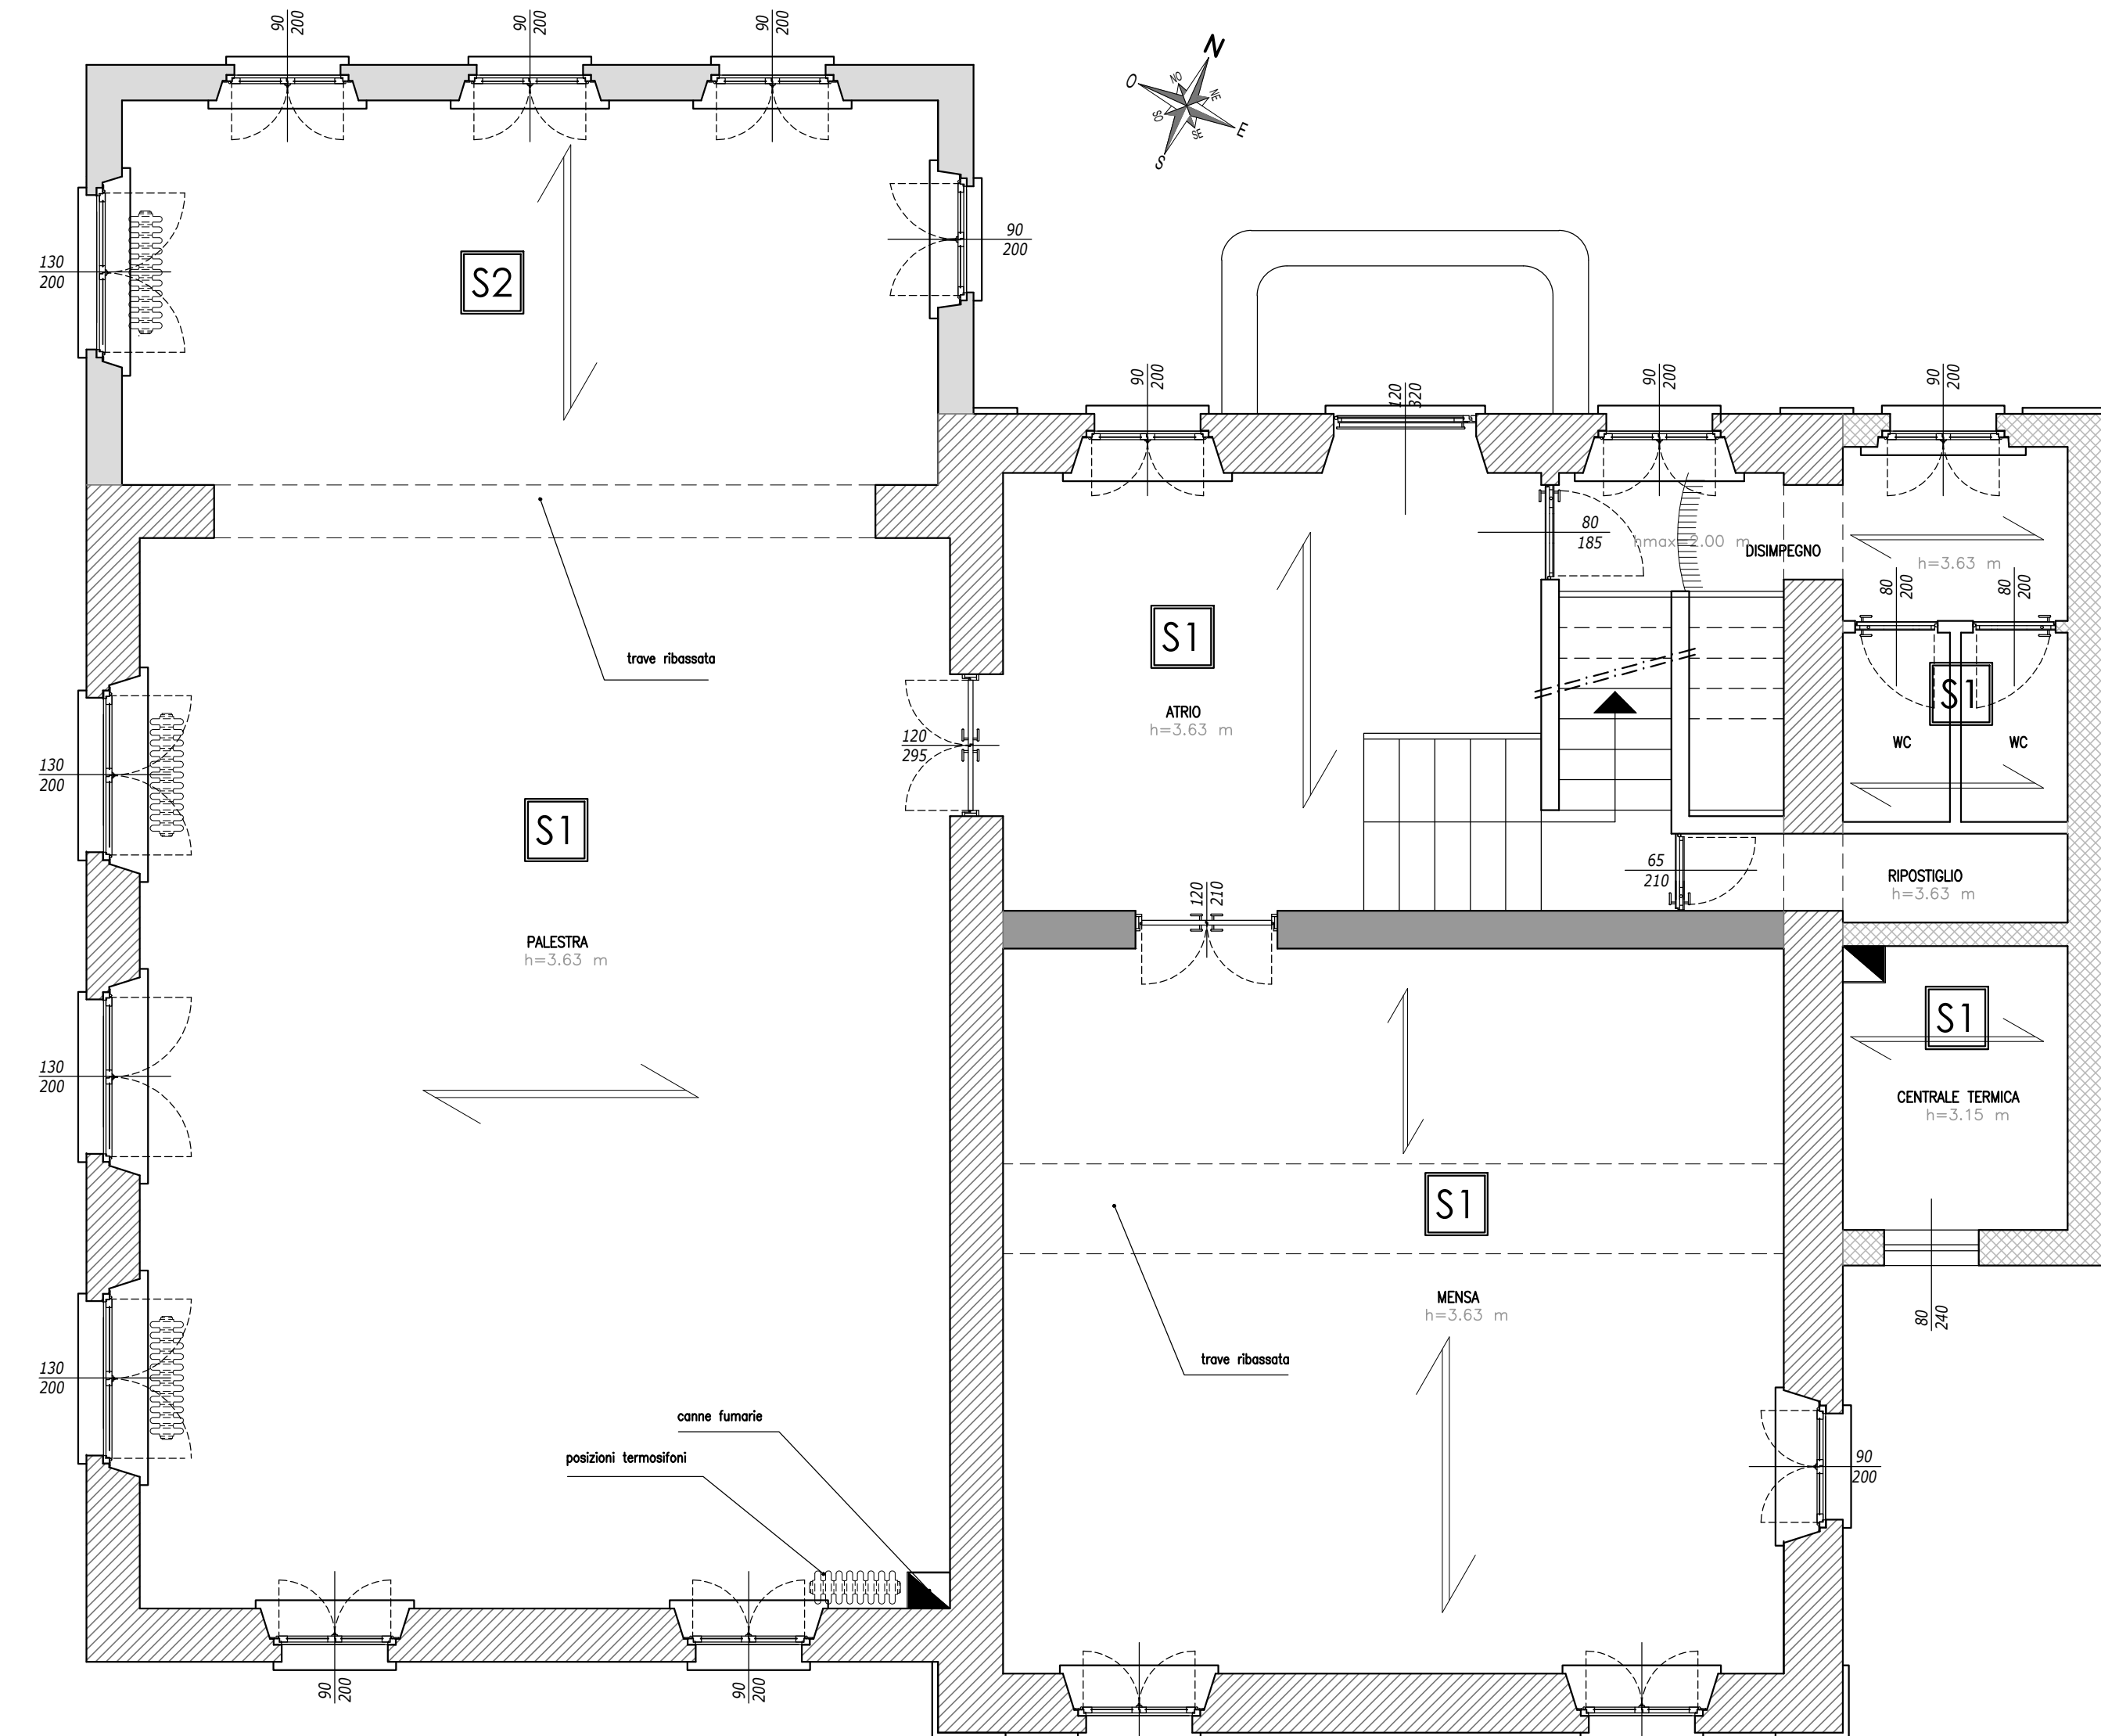 90
200
90
200
90
200
N
NO
O
NE
SO
E
SE
S
130
200
S2
90
200
90
200
120
320
90
200
90
200
80
185
hmax=2.00 m
DISIMPEGNO
h=3.63 m
80
200
80
200
trave ribassata
S1
S1
ATRIO
h=3.63 m
120
295
WC
WC
130
200
S1
65
210
RIPOSTIGLIO
h=3.63 m
120
210
PALESTRA
h=3.63 m
S1
130
200
CENTRALE TERMICA
h=3.15 m
S1
MENSA
h=3.63 m
80
240
trave ribassata
130
200
canne fumarie
posizioni termosifoni
90
200
90
200
90
200